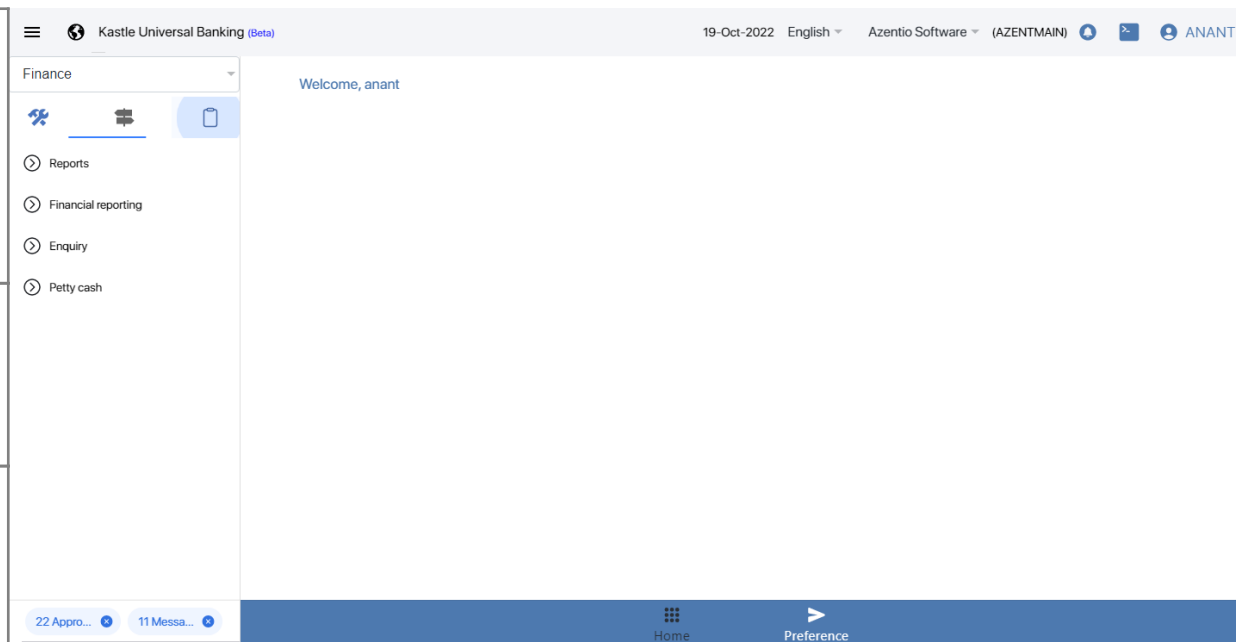 Kastle Universal Banking (Beta)
19-Oct-2022 English Azentio Software (AZENTMAIN) ANANT
Finance
Welcome, anant
Reports
Financial reporting
Enquiry
Petty cash
22 Appro... 11 Messa...
Home Preference